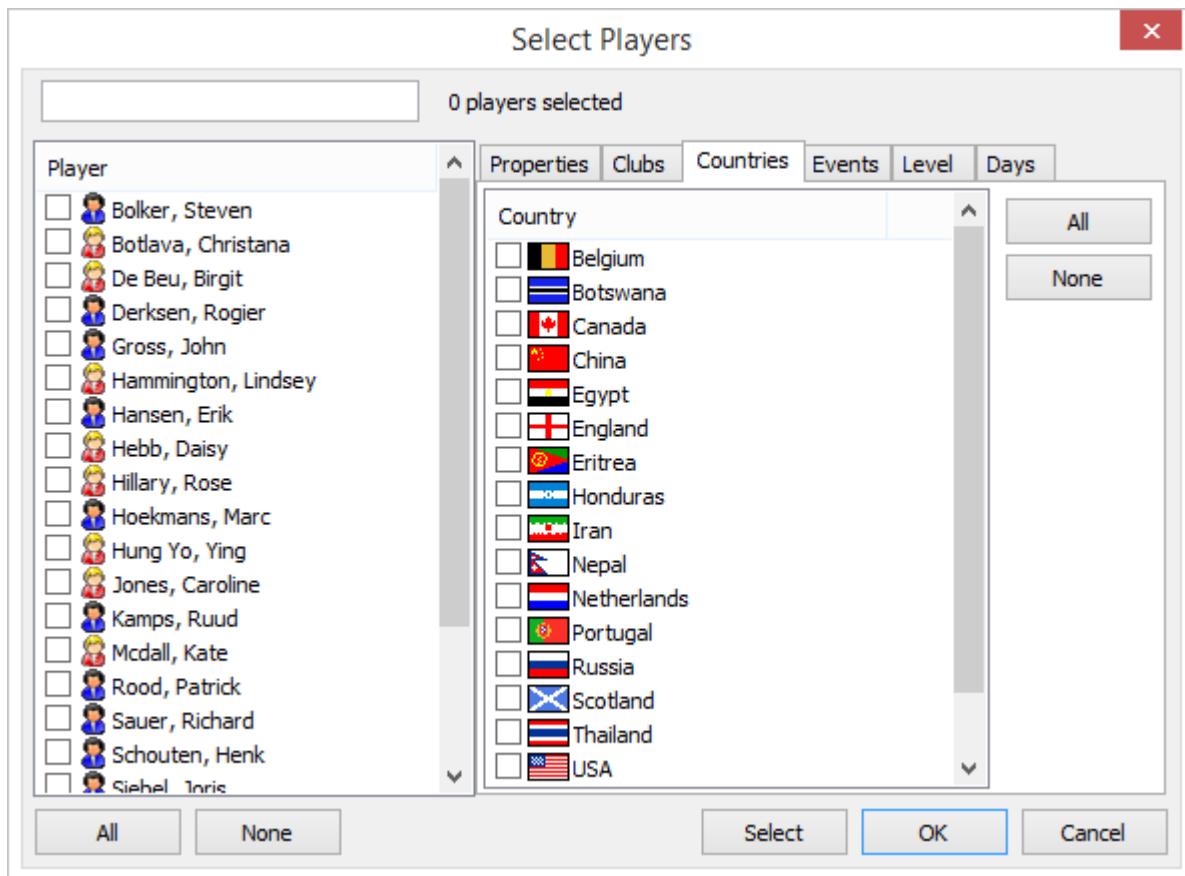 Select Players
0 players selected
Player
Bolker, Steven
Botlava, Christana
De Beu, Birgit
Derksen, Rogier
Gross, John
Hammington, Lindsey
Hansen, Erik
Hebb, Daisy
Hillary, Rose
Hoekmans, Marc
Hung Yo, Ying
Jones, Caroline
Kamps, Ruud
Mcdall, Kate
Rood, Patrick
Sauer, Richard
Schouten, Henk
Siebel, Joris
All None
Properties Clubs Countries Events Level Days
Country
Belgium
Botswana
Canada
China
Egypt
England
Eritrea
Honduras
Iran
Nepal
Netherlands
Portugal
Russia
Scotland
Thailand
USA
All
None
Select OK Cancel